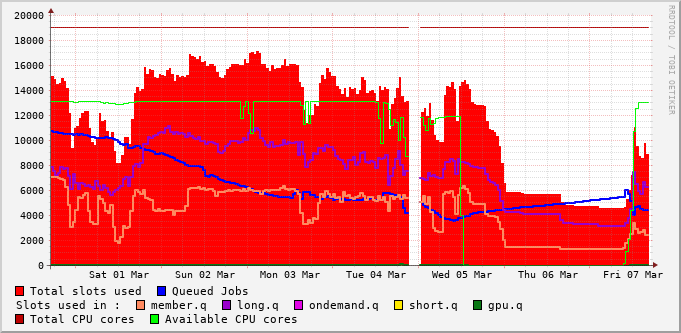 20000
18000
16000
14000
12000
10000
8000
6000
4000
2000
0
Sat 01 Mar Sun 02 Mar Mon 03 Mar Tue 04 Mar Wed 05 Mar Thu 06 Mar Fri 07 Mar
RRDTOOL / TOBI OETIKER
Total slots used Queued Jobs
Slots used in : member.q long.q ondemand.q short.q gpu.q
Total CPU cores Available CPU cores